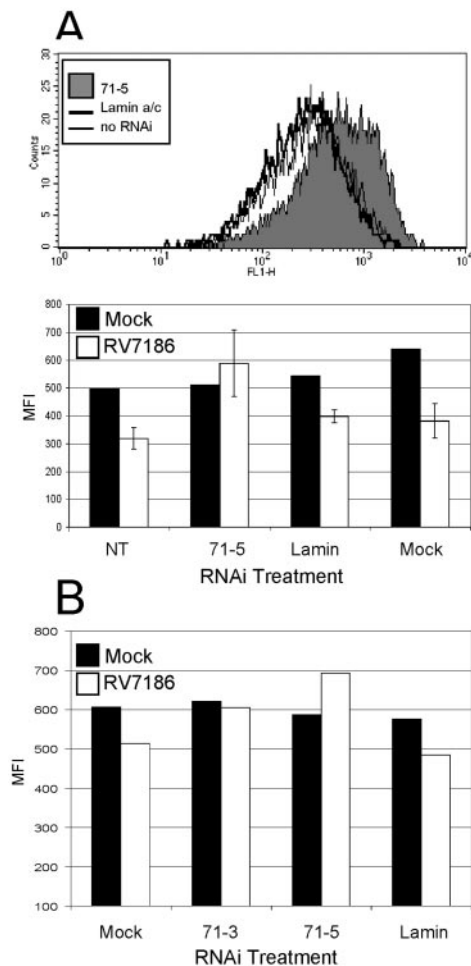 A
30
25
20
15
10
5
0
Counts
71-5
Lamin a/c
no RNAi
10^0 10^1 10^2 10^3 10^4
FL1-H
800
700
600
500
400
300
200
100
0
MFI
Mock
RV7186
NT 71-5 Lamin Mock
RNAi Treatment
B
800
700
600
500
400
300
200
100
MFI
Mock
RV7186
Mock 71-3 71-5 Lamin
RNAi Treatment